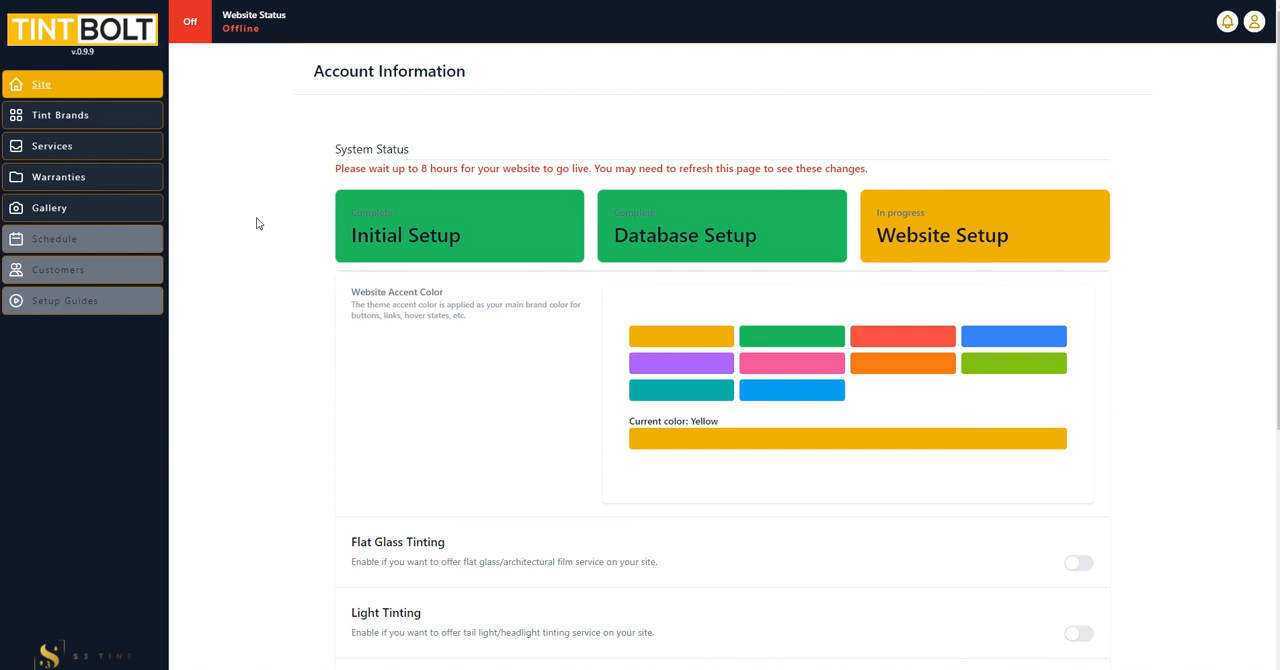 TINTBOLT
v.0.9.9
Off
Website Status
Offline
Site
Tint Brands
Services
Warranties
Gallery
Schedule
Customers
Setup Guides
S3 TINT
Account Information
System Status
Please wait up to 8 hours for your website to go live. You may need to refresh this page to see these changes.
Complete
Initial Setup
Complete
Database Setup
In progress
Website Setup
Website Accent Color
The theme accent color is applied as your main brand color for
buttons, links, hover states, etc.
Current color: Yellow
Flat Glass Tinting
Enable if you want to offer flat glass/architectural film service on your site.
Light Tinting
Enable if you want to offer tail light/headlight tinting service on your site.